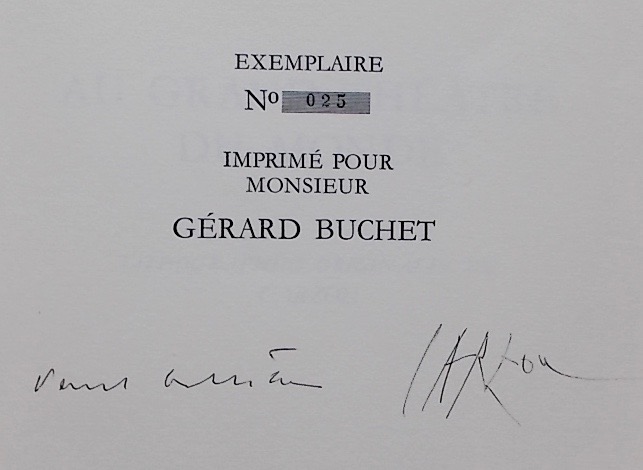 EXEMPLAIRE
Nº 025
IMPRIMÉ POUR
MONSIEUR
GÉRARD BUCHET